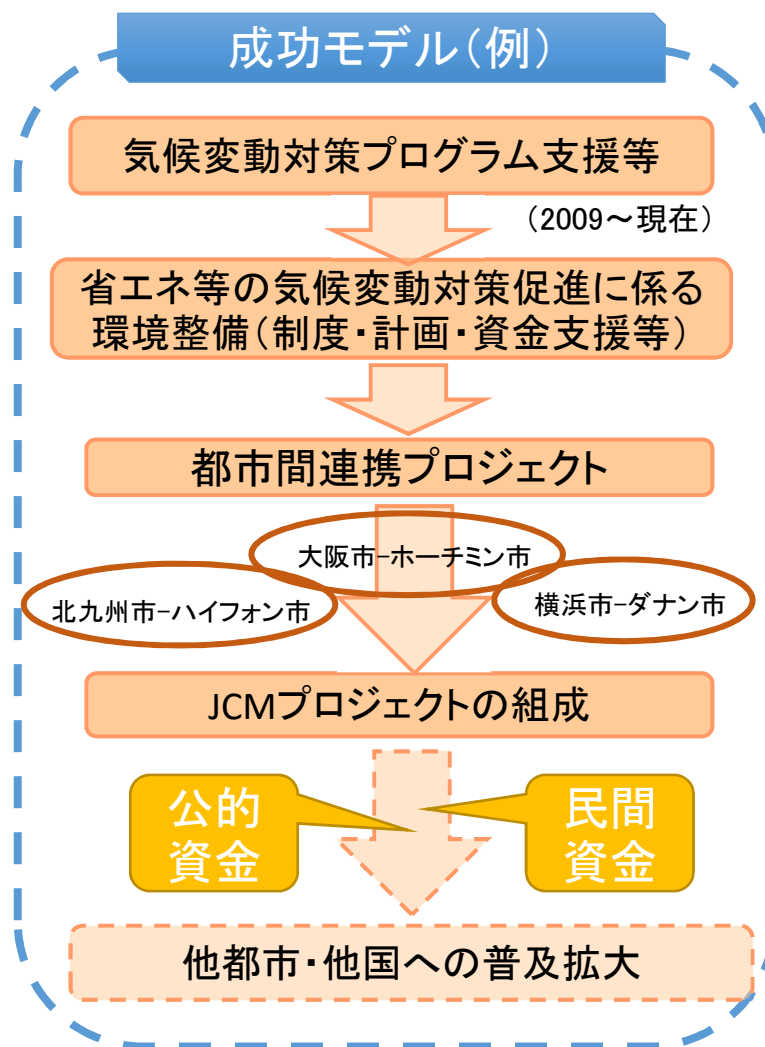 成功モデル（例）
気候変動対策プログラム支援等
（2009～現在）
省エネ等の気候変動対策促進に係る
環境整備（制度・計画・資金支援等）
都市間連携プロジェクト
大阪市-ホーチミン市
北九州市-ハイフォン市
横浜市-ダナン市
JCMプロジェクトの組成
公的
資金
民間
資金
他都市・他国への普及拡大